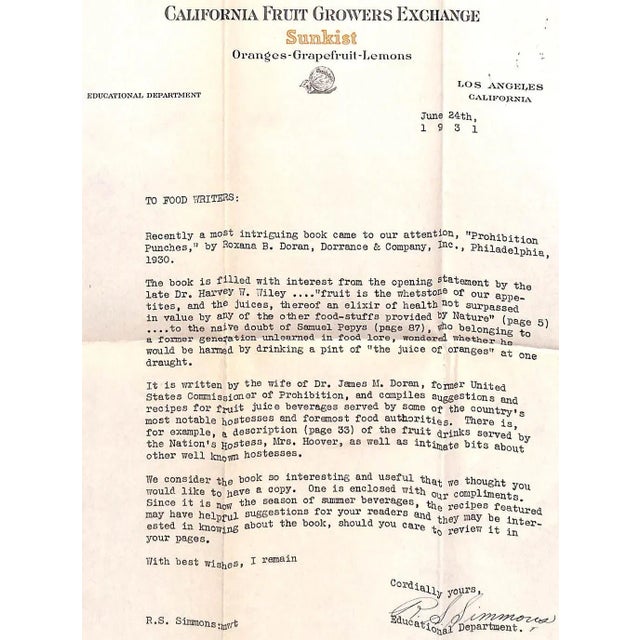 CALIFORNIA FRUIT GROWERS EXCHANGE
Sunkist
Oranges-Grapefruit-Lemons
EDUCATIONAL DEPARTMENT
LOS ANGELES
CALIFORNIA
June 24th,
1 9 3 1
TO FOOD WRITERS:
Recently a most intriguing book came to our attention, "Prohibition
Punches," by Roxana B. Doran, Dorrance & Company, Inc., Philadelphia,
1930.
The book is filled with interest from the opening statement by the
late Dr. Harvey W. Wiley ...."fruit is the whetstone of our appe-
tites, and the juices, thereof an elixir of health not surpassed
in value by any of the other food-stuffs provided by Nature" (page 5)
....to the naive doubt of Samuel Pepys (page 87), who belonging to
a former generation unlearned in food lore, wondered whether he
would be harmed by drinking a pint of "the juice of oranges" at one
draught.
It is written by the wife of Dr. James M. Doran, former United
States Commissioner of Prohibition, and compiles suggestions and
recipes for fruit juice beverages served by some of the country's
most notable hostesses and foremost food authorities. There is,
for example, a description (page 33) of the fruit drinks served by
the Nation's Hostess, Mrs. Hoover, as well as intimate bits about
other well known hostesses.
We consider the book so interesting and useful that we thought you
would like to have a copy. One is enclosed with our compliments.
Since it is now the season of summer beverages, the recipes featured
may have helpful suggestions for your readers and they may be inter-
ested in knowing about the book, should you care to review it in
your pages.
With best wishes, I remain
Cordially yours,
R. S. Simmons
Educational Department.
R.S. Simmons:mwt